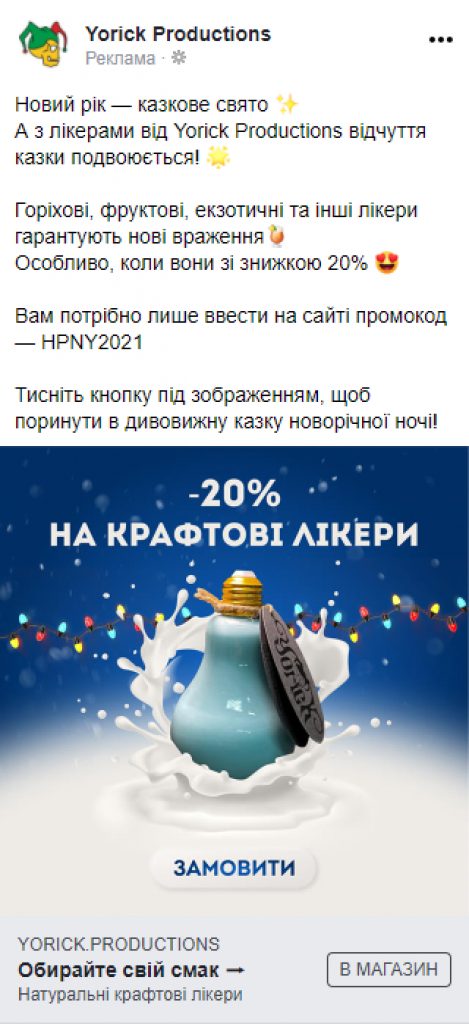 Yorick Productions
Реклама ·
Новий рік — казкове свято ✨
А з лікерами від Yorick Productions відчуття
казки подвоюється! 🌟
Горіхові, фруктові, екзотичні та інші лікери
гарантують нові враження🍹
Особливо, коли вони зі знижкою 20% 😍
Вам потрібно лише ввести на сайті промокод
— HPNY2021
Тисніть кнопку під зображенням, щоб
поринути в дивовижну казку новорічної ночі!
-20%
НА КРАФТОВІ ЛІКЕРИ
Yorick
ЗАМОВИТИ
YORICK.PRODUCTIONS
Обирайте свій смак →
В МАГАЗИН
Натуральні крафтові лікери